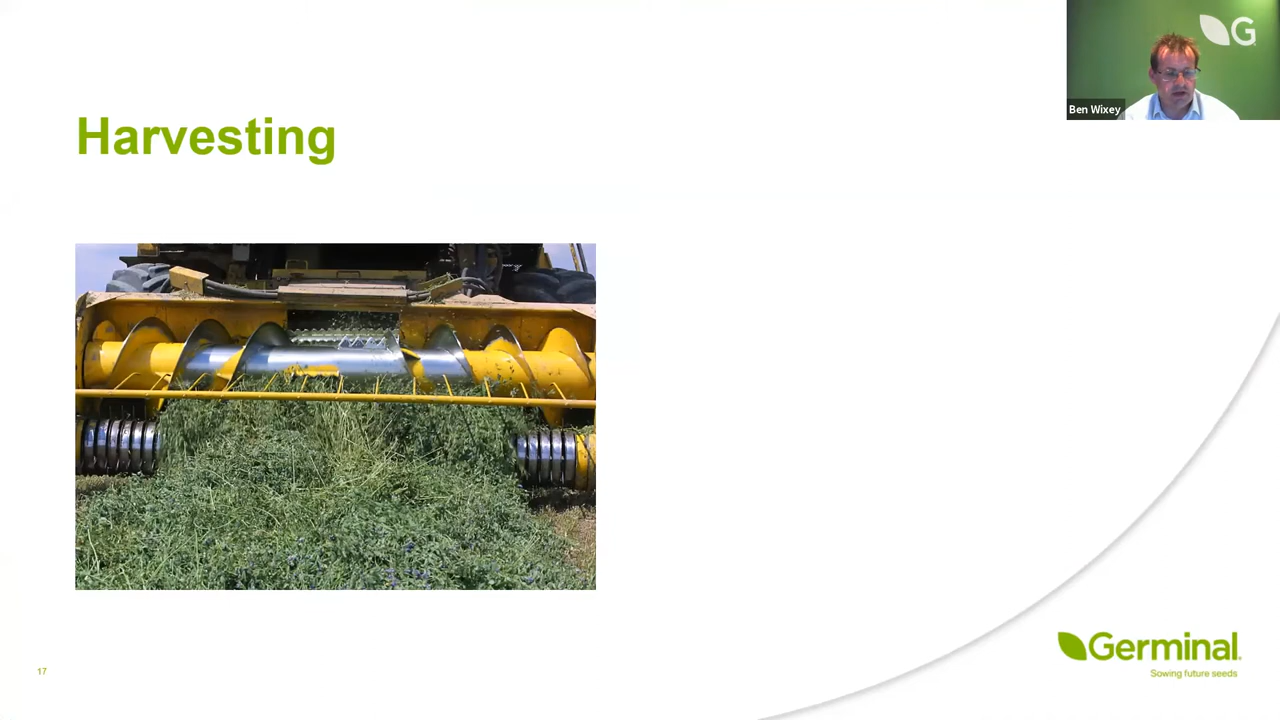 G
Ben Wixey
Harvesting
17
Germinal
Sowing future seeds